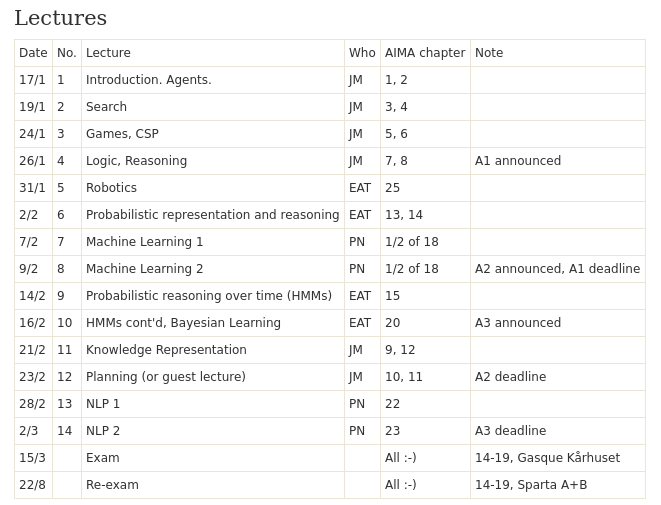 Lectures
Date No. Lecture Who AIMA chapter Note
17/1 1 Introduction. Agents. JM 1, 2
19/1 2 Search JM 3, 4
24/1 3 Games, CSP JM 5, 6
26/1 4 Logic, Reasoning JM 7, 8 A1 announced
31/1 5 Robotics EAT 25
2/2 6 Probabilistic representation and reasoning EAT 13, 14
7/2 7 Machine Learning 1 PN 1/2 of 18
9/2 8 Machine Learning 2 PN 1/2 of 18 A2 announced, A1 deadline
14/2 9 Probabilistic reasoning over time (HMMs) EAT 15
16/2 10 HMMs cont'd, Bayesian Learning EAT 20 A3 announced
21/2 11 Knowledge Representation JM 9, 12
23/2 12 Planning (or guest lecture) JM 10, 11 A2 deadline
28/2 13 NLP 1 PN 22
2/3 14 NLP 2 PN 23 A3 deadline
15/3 Exam All :-) 14-19, Gasque Kårhuset
22/8 Re-exam All :-) 14-19, Sparta A+B